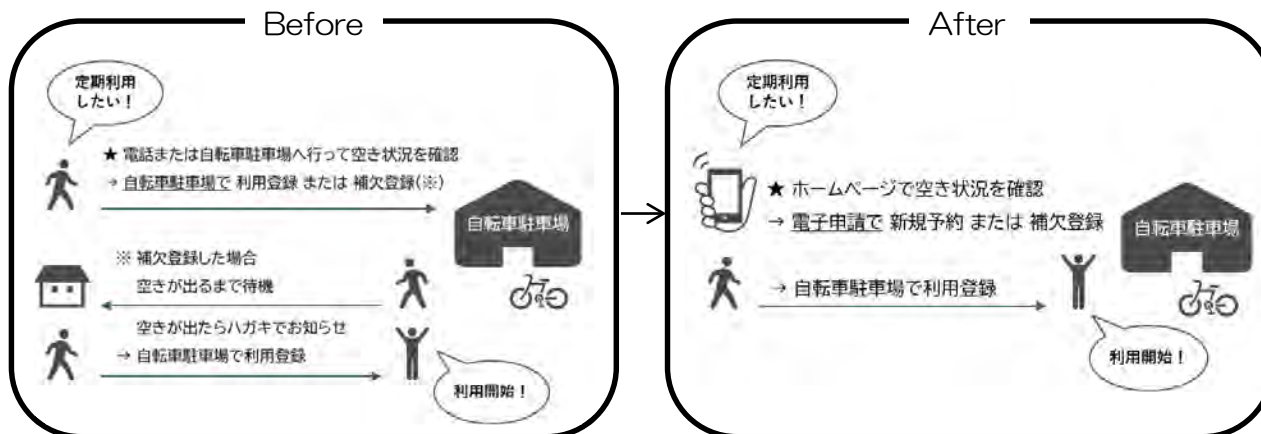 Before
定期利用
したい！
★ 電話または自転車駐車場へ行って空き状況を確認
→ 自転車駐車場で 利用登録 または 補欠登録(※)
自転車駐車場
※ 補欠登録した場合
空きが出るまで待機
空きが出たらハガキでお知らせ
→ 自転車駐車場で利用登録
利用開始！
After
定期利用
したい！
★ ホームページで空き状況を確認
→ 電子申請で 新規予約 または 補欠登録
自転車駐車場
→ 自転車駐車場で利用登録
利用開始！